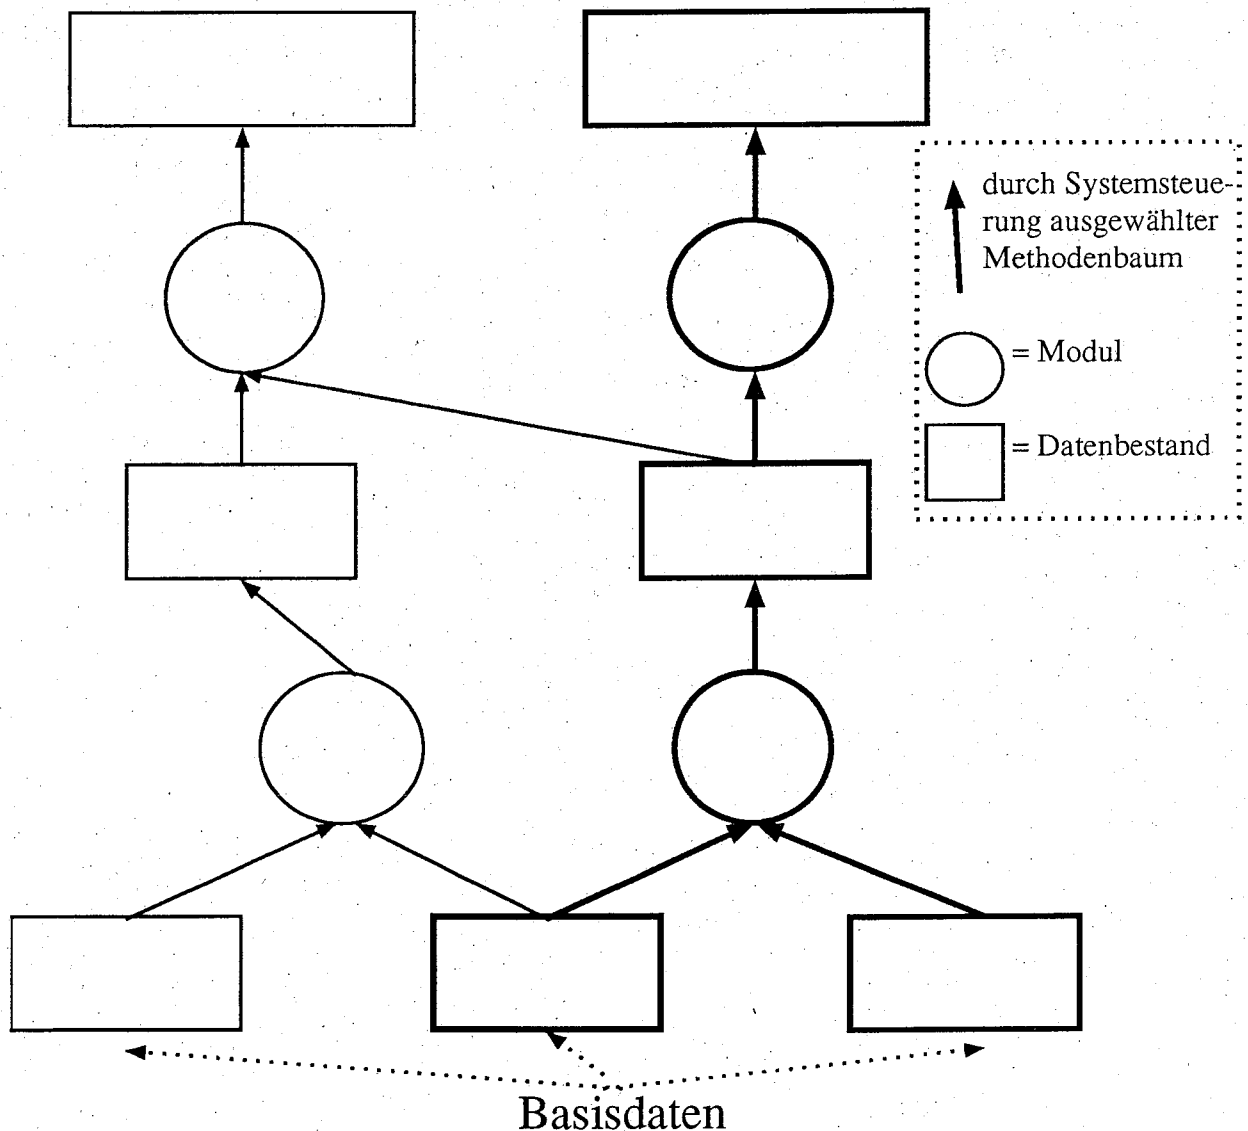 durch Systemsteue-
rung ausgewählter
Methodenbaum
= Modul
= Datenbestand
Basisdaten